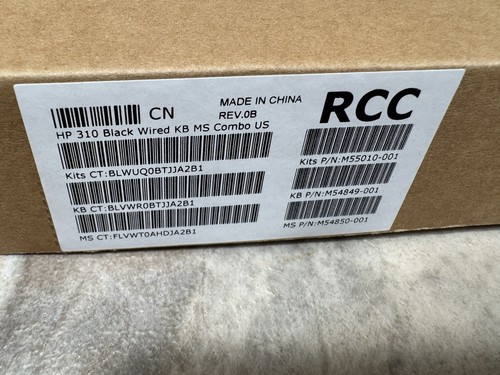 CN
MADE IN CHINA
REV.0B
RCC
HP 310 Black Wired KB MS Combo US
Kits CT:BLWUQ0BTJJA2B1
Kits P/N:M55010-001
KB CT:BLVWR0BTJJA2B1
KB P/N:M54849-001
MS CT:FLVWT0AHDJA2B1
MS P/N:M54850-001